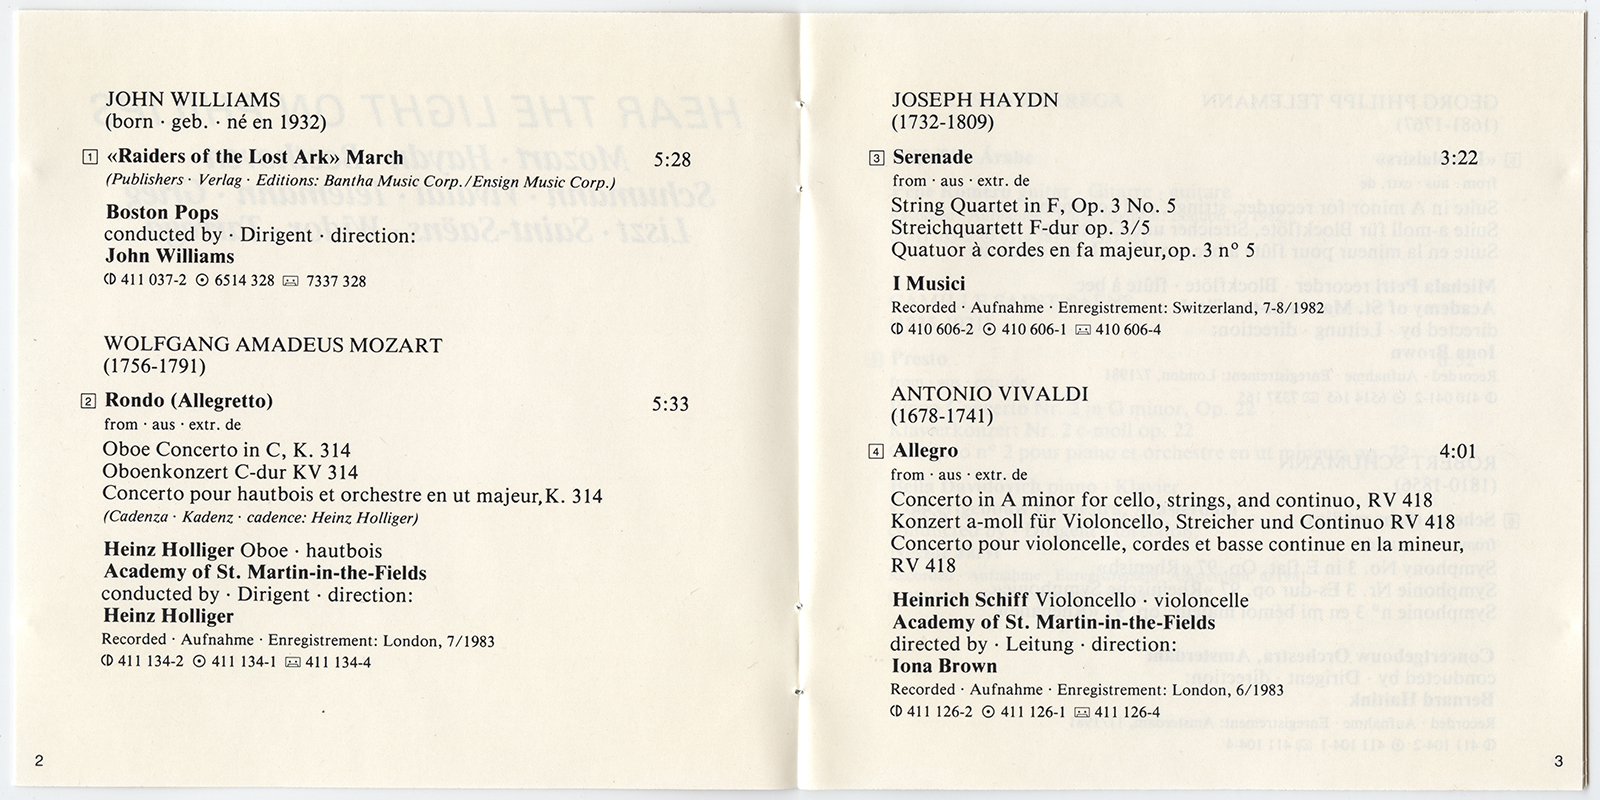 JOHN WILLIAMS
(born · geb. · né en 1932)
1 «Raiders of the Lost Ark» March 5:28
(Publishers · Verlag · Editions: Bantha Music Corp./Ensign Music Corp.)
Boston Pops
conducted by · Dirigent · direction:
John Williams
411 037-2 6514 328 7337 328
WOLFGANG AMADEUS MOZART
(1756-1791)
2 Rondo (Allegretto) 5:33
from · aus · extr. de
Oboe Concerto in C, K. 314
Oboenkonzert C-dur KV 314
Concerto pour hautbois et orchestre en ut majeur, K. 314
(Cadenza · Kadenz · cadence: Heinz Holliger)
Heinz Holliger Oboe · hautbois
Academy of St. Martin-in-the-Fields
conducted by · Dirigent · direction:
Heinz Holliger
Recorded · Aufnahme · Enregistrement: London, 7/1983
411 134-2 411 134-1 411 134-4
2
JOSEPH HAYDN
(1732-1809)
3 Serenade 3:22
from · aus · extr. de
String Quartet in F, Op. 3 No. 5
Streichquartett F-dur op. 3/5
Quatuor à cordes en fa majeur, op. 3 nº 5
I Musici
Recorded · Aufnahme · Enregistrement: Switzerland, 7-8/1982
410 606-2 410 606-1 410 606-4
ANTONIO VIVALDI
(1678-1741)
4 Allegro 4:01
from · aus · extr. de
Concerto in A minor for cello, strings, and continuo, RV 418
Konzert a-moll für Violoncello, Streicher und Continuo RV 418
Concerto pour violoncelle, cordes et basse continue en la mineur,
RV 418
Heinrich Schiff Violoncello · violoncelle
Academy of St. Martin-in-the-Fields
directed by · Leitung · direction:
Iona Brown
Recorded · Aufnahme · Enregistrement: London, 6/1983
411 126-2 411 126-1 411 126-4
3